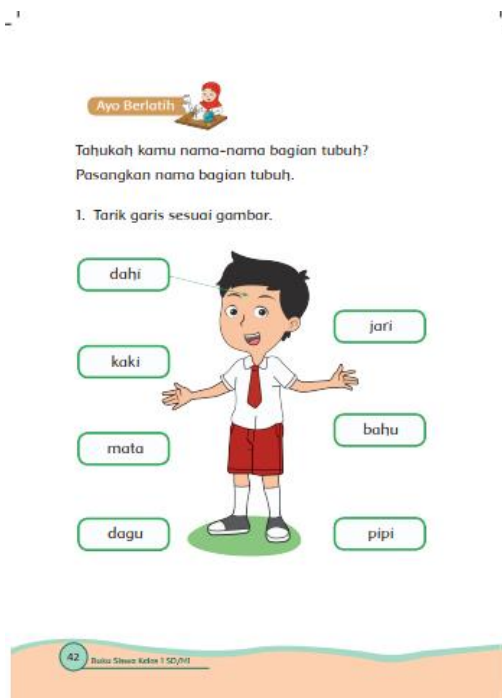 Ayo Berlatih
Tahukah kamu nama-nama bagian tubuh?
Pasangkan nama bagian tubuh.
1. Tarik garis sesuai gambar.
dahi
jari
kaki
bahu
mata
dagu
pipi
42
Buku Siswa Kelas 1 SD/MI